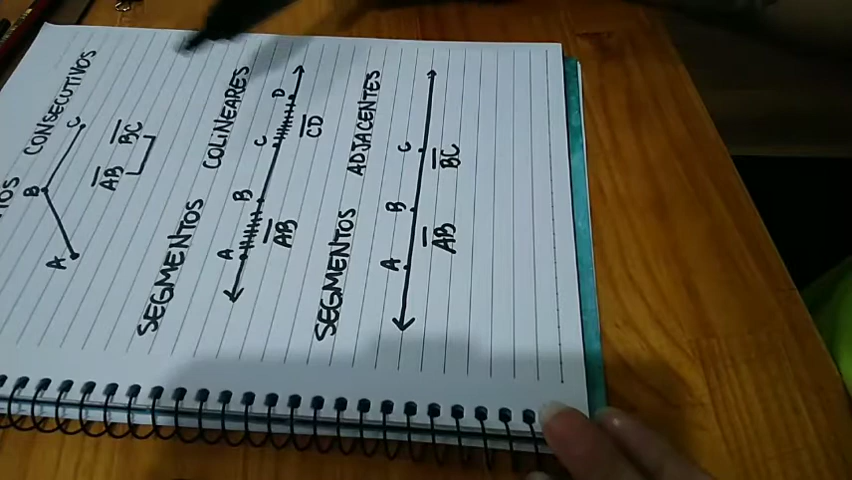 CONSECUTIVOS
A B C
AB BC
SEGMENTOS COLINEARES
A B C D
AB CD
SEGMENTOS ADJACENTES
A B C
AB BC